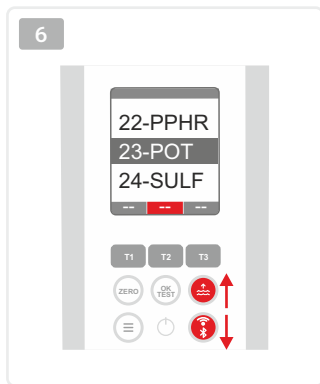 6
22-PPHR
23-POT
24-SULF
-- -- --
T1 T2 T3
ZERO OK TEST